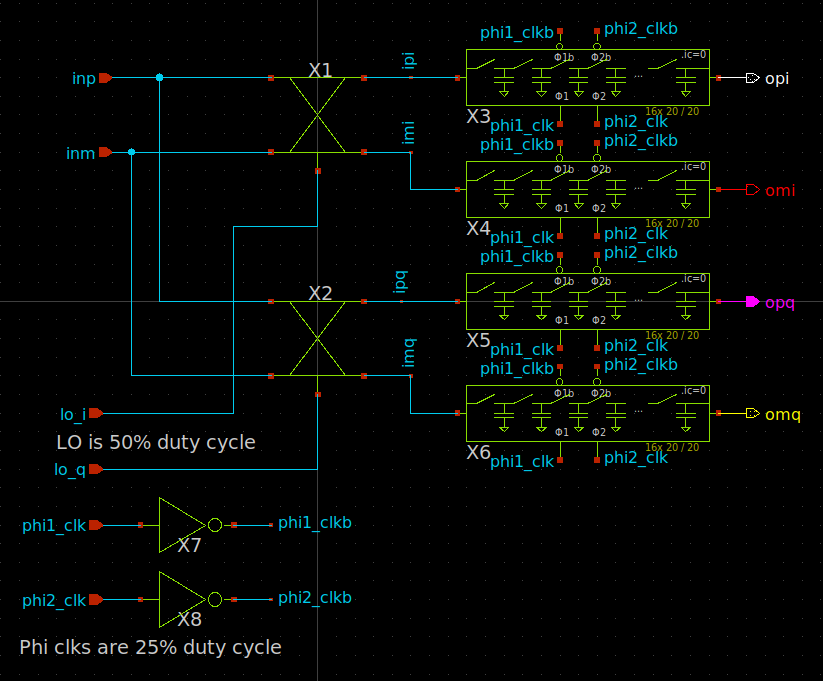 phi1_clkb
phi2_clkb
X1
ipi
.ic=0
Φ1b
Φ2b
inp
...
opi
Φ1
Φ2
16x 20 / 20
X3
phi1_clk
phi2_clk
imi
phi1_clkb
phi2_clkb
inm
.ic=0
Φ1b
Φ2b
...
omi
Φ1
Φ2
16x 20 / 20
X4
phi1_clk
phi2_clk
phi1_clkb
phi2_clkb
X2
ipq
.ic=0
Φ1b
Φ2b
...
opq
Φ1
Φ2
16x 20 / 20
X5
phi1_clk
phi2_clk
imq
phi1_clkb
phi2_clkb
.ic=0
Φ1b
Φ2b
...
lo_i
omq
Φ1
Φ2
LO is 50% duty cycle
16x 20 / 20
X6
phi1_clk
phi2_clk
lo_q
phi1_clk
phi1_clkb
X7
phi2_clk
phi2_clkb
X8
Phi clks are 25% duty cycle